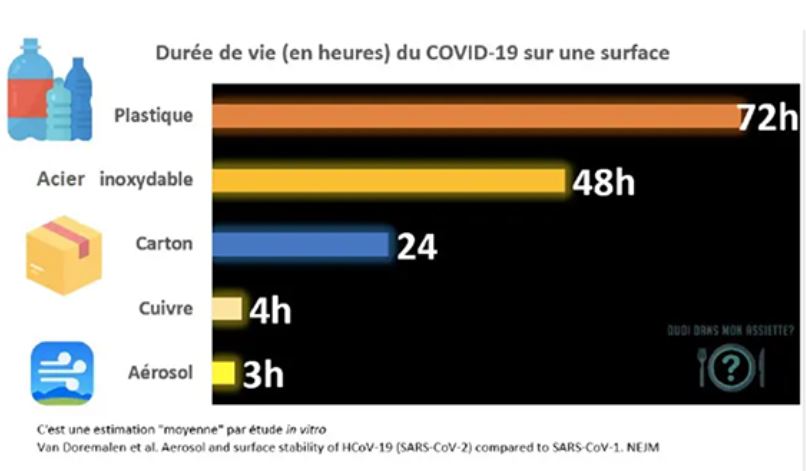 Durée de vie (en heures) du COVID-19 sur une surface
Plastique 72h
Acier inoxydable 48h
Carton 24
Cuivre 4h
QUOI DANS MON ASSIETTE?
?
Aérosol 3h
C'est une estimation "moyenne" par étude in vitro
Van Doremalen et al. Aerosol and surface stability of HCoV-19 (SARS-CoV-2) compared to SARS-CoV-1. NEJM